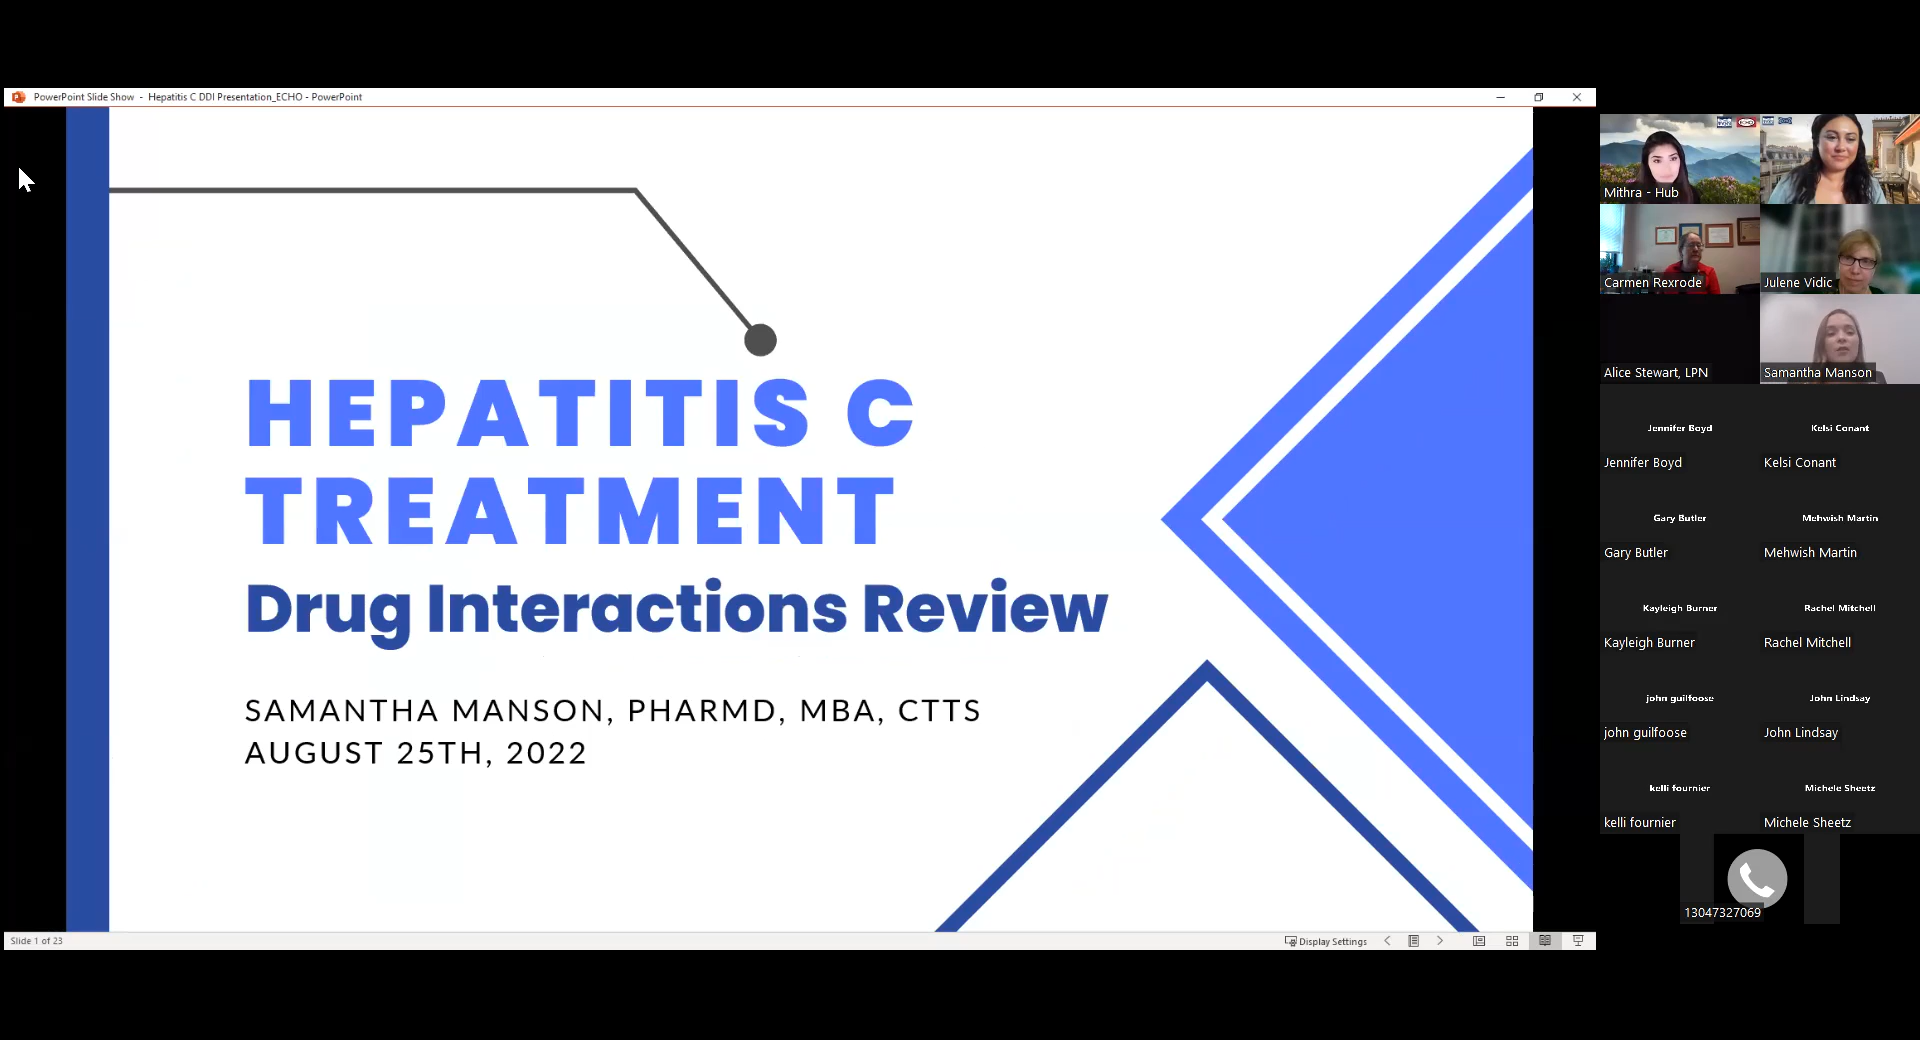 PowerPoint Slide Show - Hepatitis C DDI Presentation_ECHO - PowerPoint
HEPATITIS C
TREATMENT
Drug Interactions Review
SAMANTHA MANSON, PHARMD, MBA, CTTS
AUGUST 25TH, 2022
Slide 1 of 23
Display Settings
Mithra - Hub
Carmen Rexrode
Julene Vidic
Alice Stewart, LPN
Samantha Manson
Jennifer Boyd
Kelsi Conant
Jennifer Boyd
Kelsi Conant
Gary Butler
Mehwish Martin
Gary Butler
Mehwish Martin
Kayleigh Burner
Rachel Mitchell
Kayleigh Burner
Rachel Mitchell
john guilfoose
John Lindsay
john guilfoose
John Lindsay
kelli fournier
Michele Sheetz
kelli fournier
Michele Sheetz
13047327069